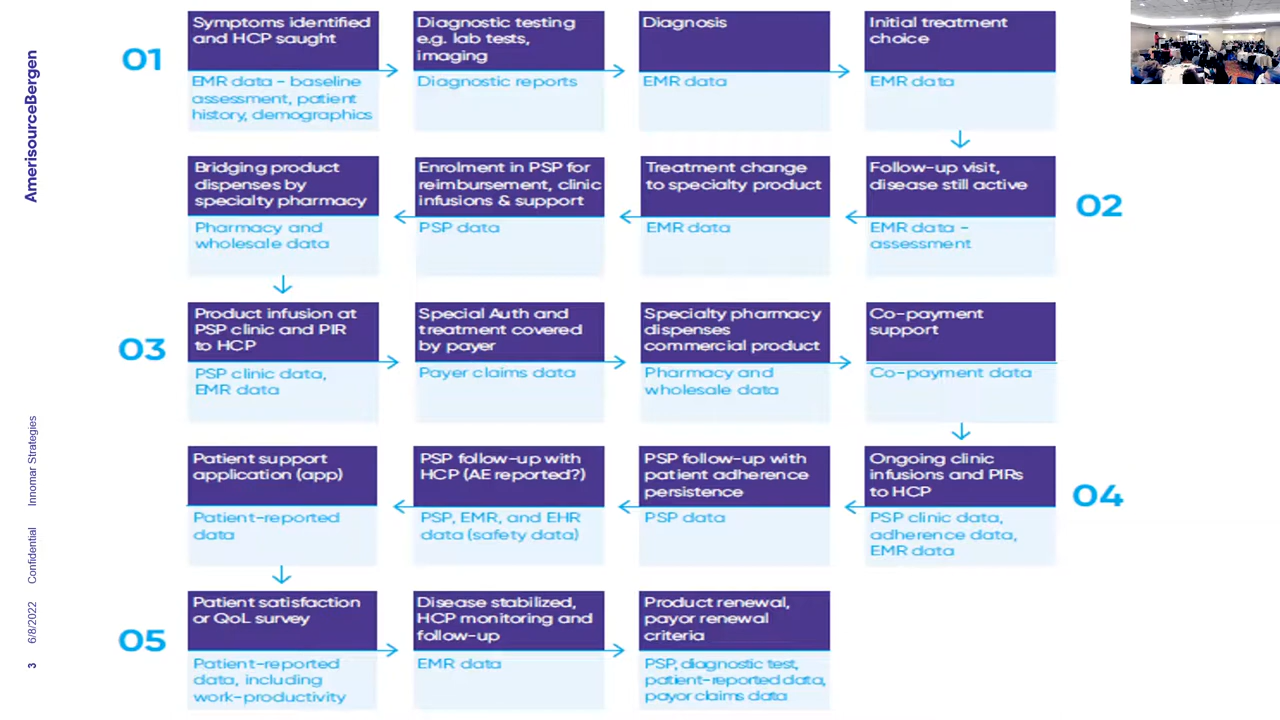 AmerisourceBergen
Innomar Strategies
Confidential
6/8/2022
3
01
Symptoms identified
and HCP saught
EMR data - baseline
assessment, patient
history, demographics
Diagnostic testing
e.g. lab tests,
imaging
Diagnostic reports
Diagnosis
EMR data
Initial treatment
choice
EMR data
02
Follow-up visit,
disease still active
EMR data -
assessment
Treatment change
to specialty product
EMR data
Enrolment in PSP for
reimbursement, clinic
infusions & support
PSP data
Bridging product
dispenses by
specialty pharmacy
Pharmacy and
wholesale data
03
Product infusion at
PSP clinic and PIR
to HCP
PSP clinic data,
EMR data
Special Auth and
treatment covered
by payer
Payer claims data
Specialty pharmacy
dispenses
commercial product
Pharmacy and
wholesale data
Co-payment
support
Co-payment data
04
Ongoing clinic
infusions and PIRs
to HCP
PSP clinic data,
adherence data,
EMR data
PSP follow-up with
patient adherence
persistence
PSP data
PSP follow-up with
HCP (AE reported?)
PSP, EMR, and EHR
data (safety data)
Patient support
application (app)
Patient-reported
data
05
Patient satisfaction
or QoL survey
Patient-reported
data, including
work-productivity
Disease stabilized,
HCP monitoring and
follow-up
EMR data
Product renewal,
payor renewal
criteria
PSP, diagnostic test,
patient-reported data,
payor claims data